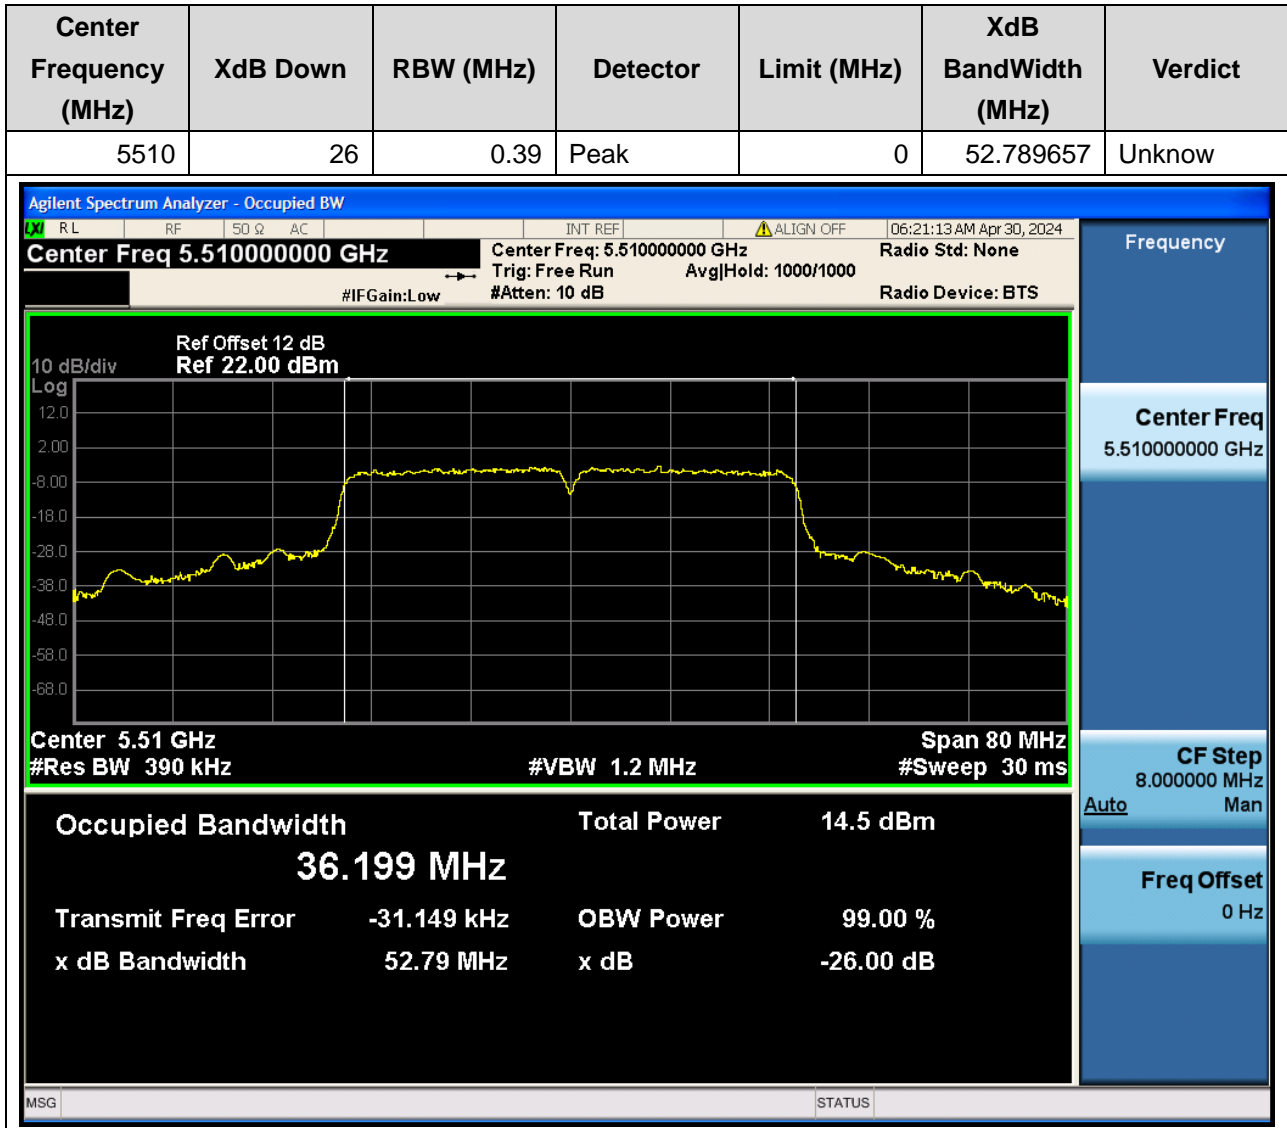 Center Frequency (MHz) XdB Down RBW (MHz) Detector Limit (MHz) XdB BandWidth (MHz) Verdict
5510 26 0.39 Peak 0 52.789657 Unknow
Agilent Spectrum Analyzer - Occupied BW
LXI RL RF 50 Ω AC INT REF ALIGN OFF 06:21:13 AM Apr 30, 2024
Center Freq 5.510000000 GHz
Center Freq: 5.510000000 GHz
Radio Std: None
Trig: Free Run Avg|Hold: 1000/1000
#IFGain:Low #Atten: 10 dB Radio Device: BTS
Ref Offset 12 dB
10 dB/div Ref 22.00 dBm
Log
12.0
2.00
-8.00
-18.0
-28.0
-38.0
-48.0
-58.0
-68.0
Center 5.51 GHz Span 80 MHz
#Res BW 390 kHz #VBW 1.2 MHz #Sweep 30 ms
Occupied Bandwidth Total Power 14.5 dBm
36.199 MHz
Transmit Freq Error -31.149 kHz OBW Power 99.00 %
x dB Bandwidth 52.79 MHz x dB -26.00 dB
Frequency
Center Freq
5.510000000 GHz
CF Step
8.000000 MHz
Auto Man
Freq Offset
0 Hz
MSG STATUS